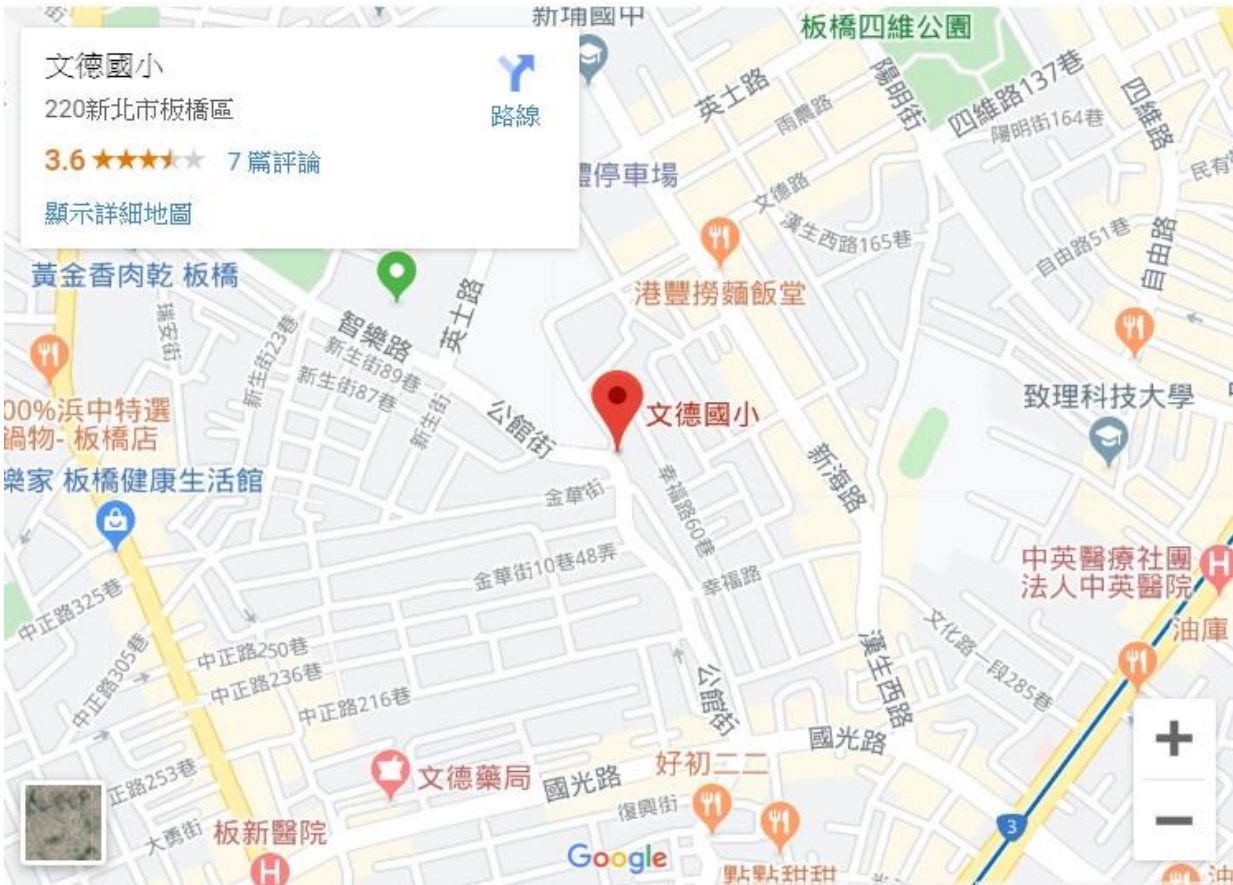 新埔國中
板橋四維公園
文德國小
220新北市板橋區
3.6
7 篇評論
顯示詳細地圖
路線
英士路
雨農路
陽明街
四維路137巷
陽明街164巷
四維路
民有
體停車場
文德路
漢生西路165巷
自由路51巷
自由路
黃金香肉乾 板橋
港豐撈麵飯堂
瑞安街
智樂路
英士路
新生街23巷
新生街89巷
新生街87巷
新生街
公館街
文德國小
致理科技大學
00%浜中特選
鍋物- 板橋店
樂家 板橋健康生活館
新海路
金華街
幸福路60巷
金華街10巷48弄
幸福路
中英醫療社團
法人中英醫院
油庫
中正路325巷
中正路305巷
中正路250巷
中正路236巷
中正路216巷
文化路一段285巷
漢生西路
公館街
國光路
好初二二
文德藥局
國光路
正路253巷
復興街
大勇街
板新醫院
3
Google
點點甜甜
油